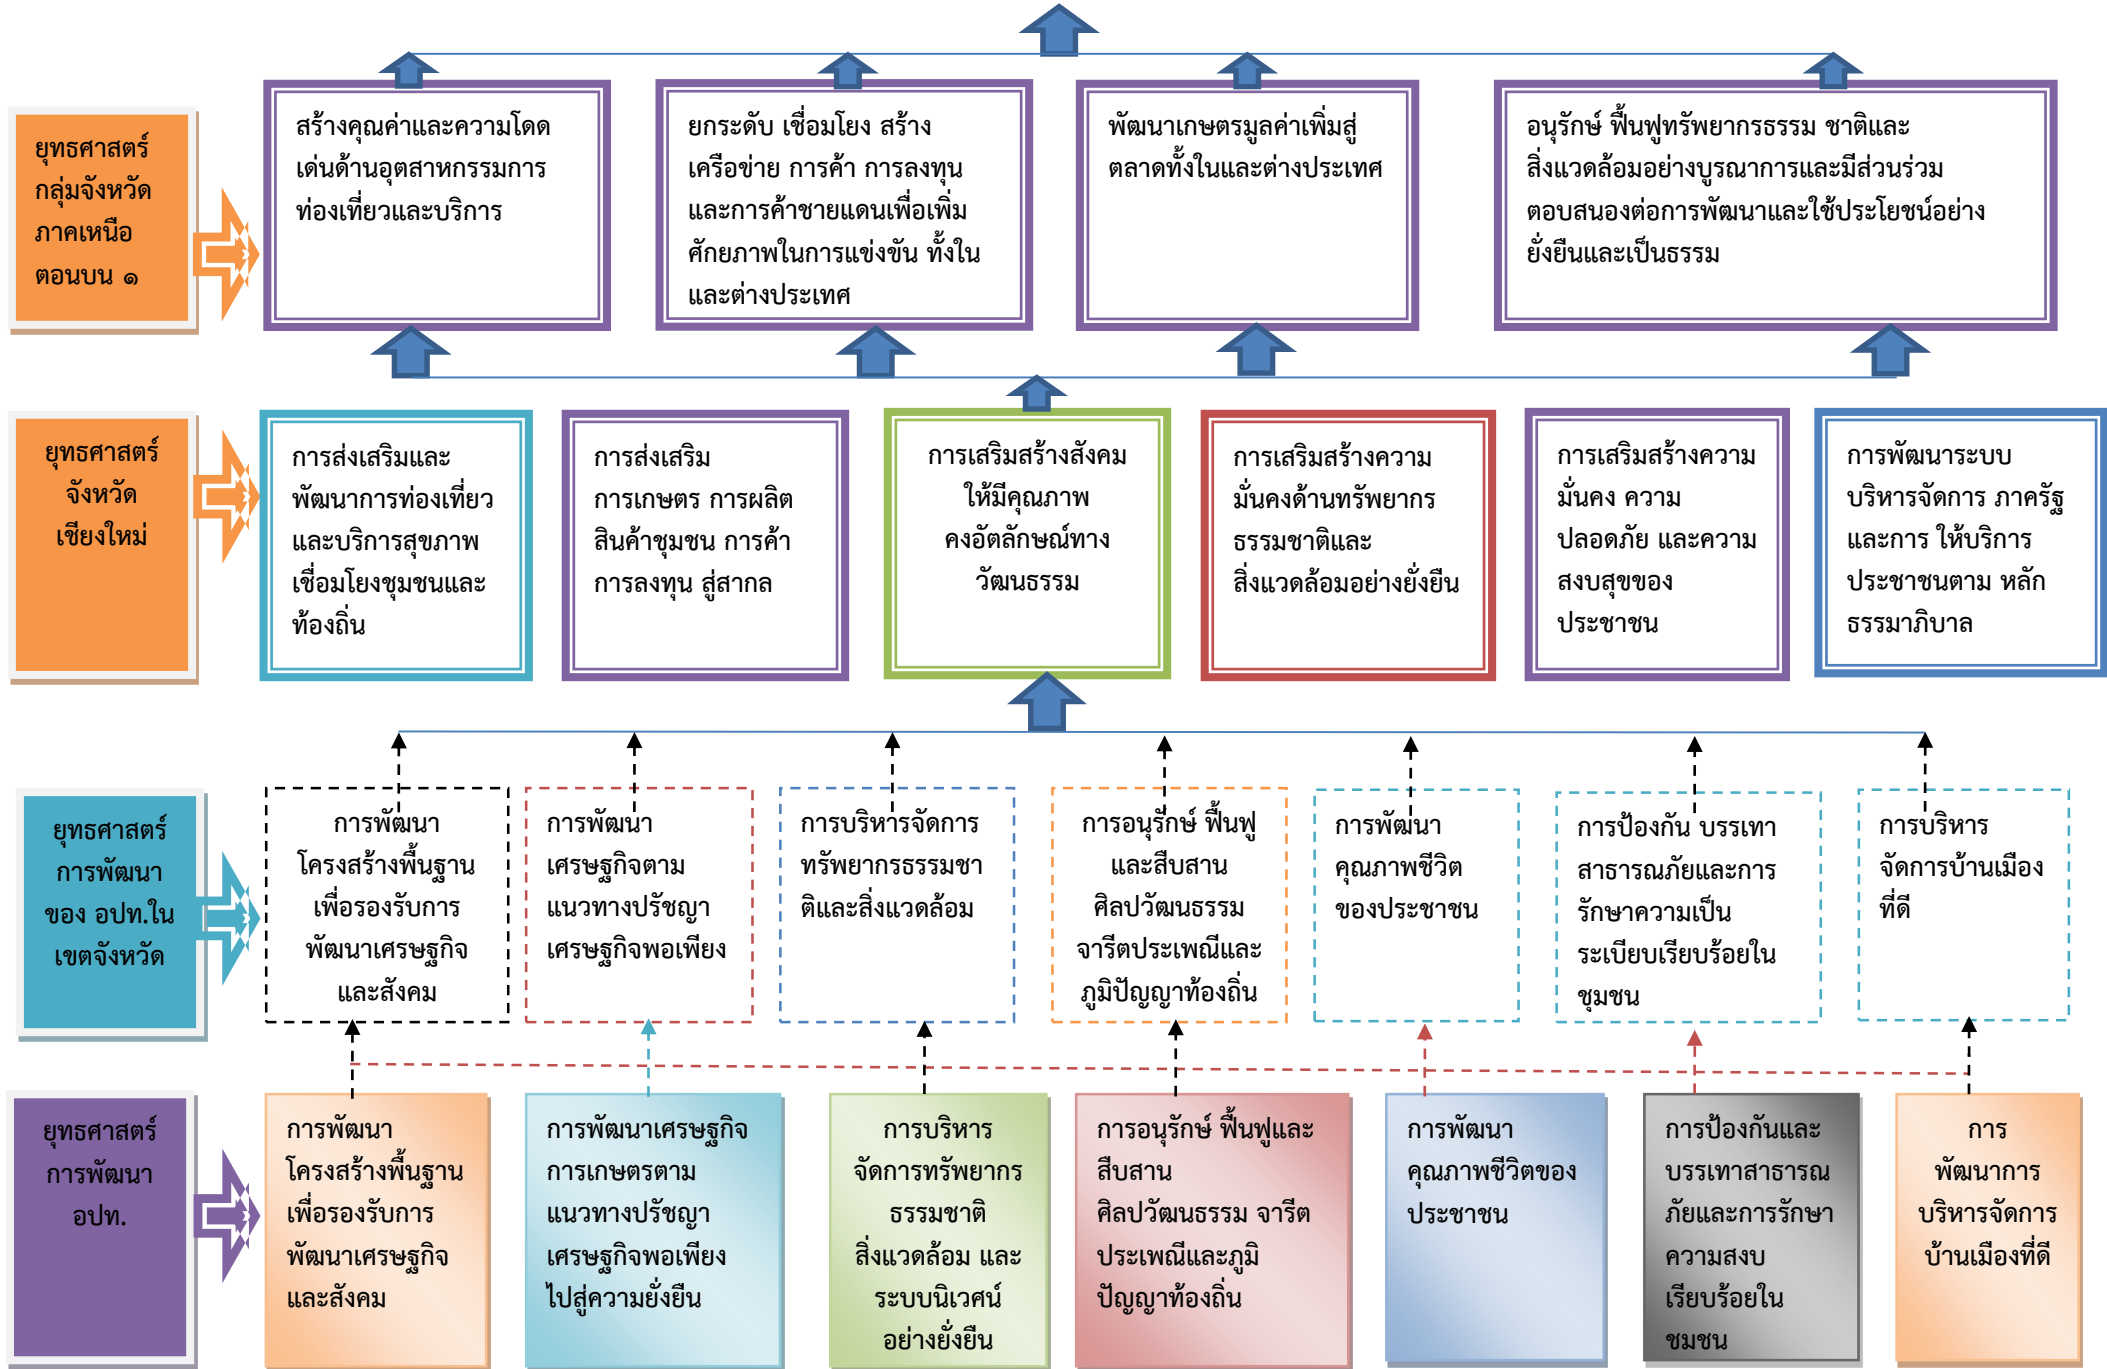 ยุทธศาสตร์
กลุ่มจังหวัด
ภาคเหนือ
ตอนบน ๑
สร้างคุณค่าและความโดด
เด่นด้านอุตสาหกรรมการ
ท่องเที่ยวและบริการ
ยกระดับ เชื่อมโยง สร้าง
เครือข่าย การค้า การลงทุน
และการค้าชายแดนเพื่อเพิ่ม
ศักยภาพในการแข่งขัน ทั้งใน
และต่างประเทศ
พัฒนาเกษตรมูลค่าเพิ่มสู่
ตลาดทั้งในและต่างประเทศ
อนุรักษ์ ฟื้นฟูทรัพยากรธรรม ชาติและ
สิ่งแวดล้อมอย่างบูรณาการและมีส่วนร่วม
ตอบสนองต่อการพัฒนาและใช้ประโยชน์อย่าง
ยั่งยืนและเป็นธรรม
ยุทธศาสตร์
จังหวัด
เชียงใหม่
การส่งเสริมและ
พัฒนาการท่องเที่ยว
และบริการสุขภาพ
เชื่อมโยงชุมชนและ
ท้องถิ่น
การส่งเสริม
การเกษตร การผลิต
สินค้าชุมชน การค้า
การลงทุน สู่สากล
การเสริมสร้างสังคม
ให้มีคุณภาพ
คงอัตลักษณ์ทาง
วัฒนธรรม
การเสริมสร้างความ
มั่นคงด้านทรัพยากร
ธรรมชาติและ
สิ่งแวดล้อมอย่างยั่งยืน
การเสริมสร้างความ
มั่นคง ความ
ปลอดภัย และความ
สงบสุขของ
ประชาชน
การพัฒนาระบบ
บริหารจัดการ ภาครัฐ
และการ ให้บริการ
ประชาชนตาม หลัก
ธรรมาภิบาล
ยุทธศาสตร์
การพัฒนา
ของ อปท.ใน
เขตจังหวัด
การพัฒนา
โครงสร้างพื้นฐาน
เพื่อรองรับการ
พัฒนาเศรษฐกิจ
และสังคม
การพัฒนา
เศรษฐกิจตาม
แนวทางปรัชญา
เศรษฐกิจพอเพียง
การบริหารจัดการ
ทรัพยากรธรรมชา
ติและสิ่งแวดล้อม
การอนุรักษ์ ฟื้นฟู
และสืบสาน
ศิลปวัฒนธรรม
จารีตประเพณีและ
ภูมิปัญญาท้องถิ่น
การพัฒนา
คุณภาพชีวิต
ของประชาชน
การป้องกัน บรรเทา
สาธารณภัยและการ
รักษาความเป็น
ระเบียบเรียบร้อยใน
ชุมชน
การบริหาร
จัดการบ้านเมือง
ที่ดี
ยุทธศาสตร์
การพัฒนา
อปท.
การพัฒนา
โครงสร้างพื้นฐาน
เพื่อรองรับการ
พัฒนาเศรษฐกิจ
และสังคม
การพัฒนาเศรษฐกิจ
การเกษตรตาม
แนวทางปรัชญา
เศรษฐกิจพอเพียง
ไปสู่ความยั่งยืน
การบริหาร
จัดการทรัพยากร
ธรรมชาติ
สิ่งแวดล้อม และ
ระบบนิเวศน์
อย่างยั่งยืน
การอนุรักษ์ ฟื้นฟูและ
สืบสาน
ศิลปวัฒนธรรม จารีต
ประเพณีและภูมิ
ปัญญาท้องถิ่น
การพัฒนา
คุณภาพชีวิตของ
ประชาชน
การป้องกันและ
บรรเทาสาธารณ
ภัยและการรักษา
ความสงบ
เรียบร้อยใน
ชุมชน
การ
พัฒนาการ
บริหารจัดการ
บ้านเมืองที่ดี